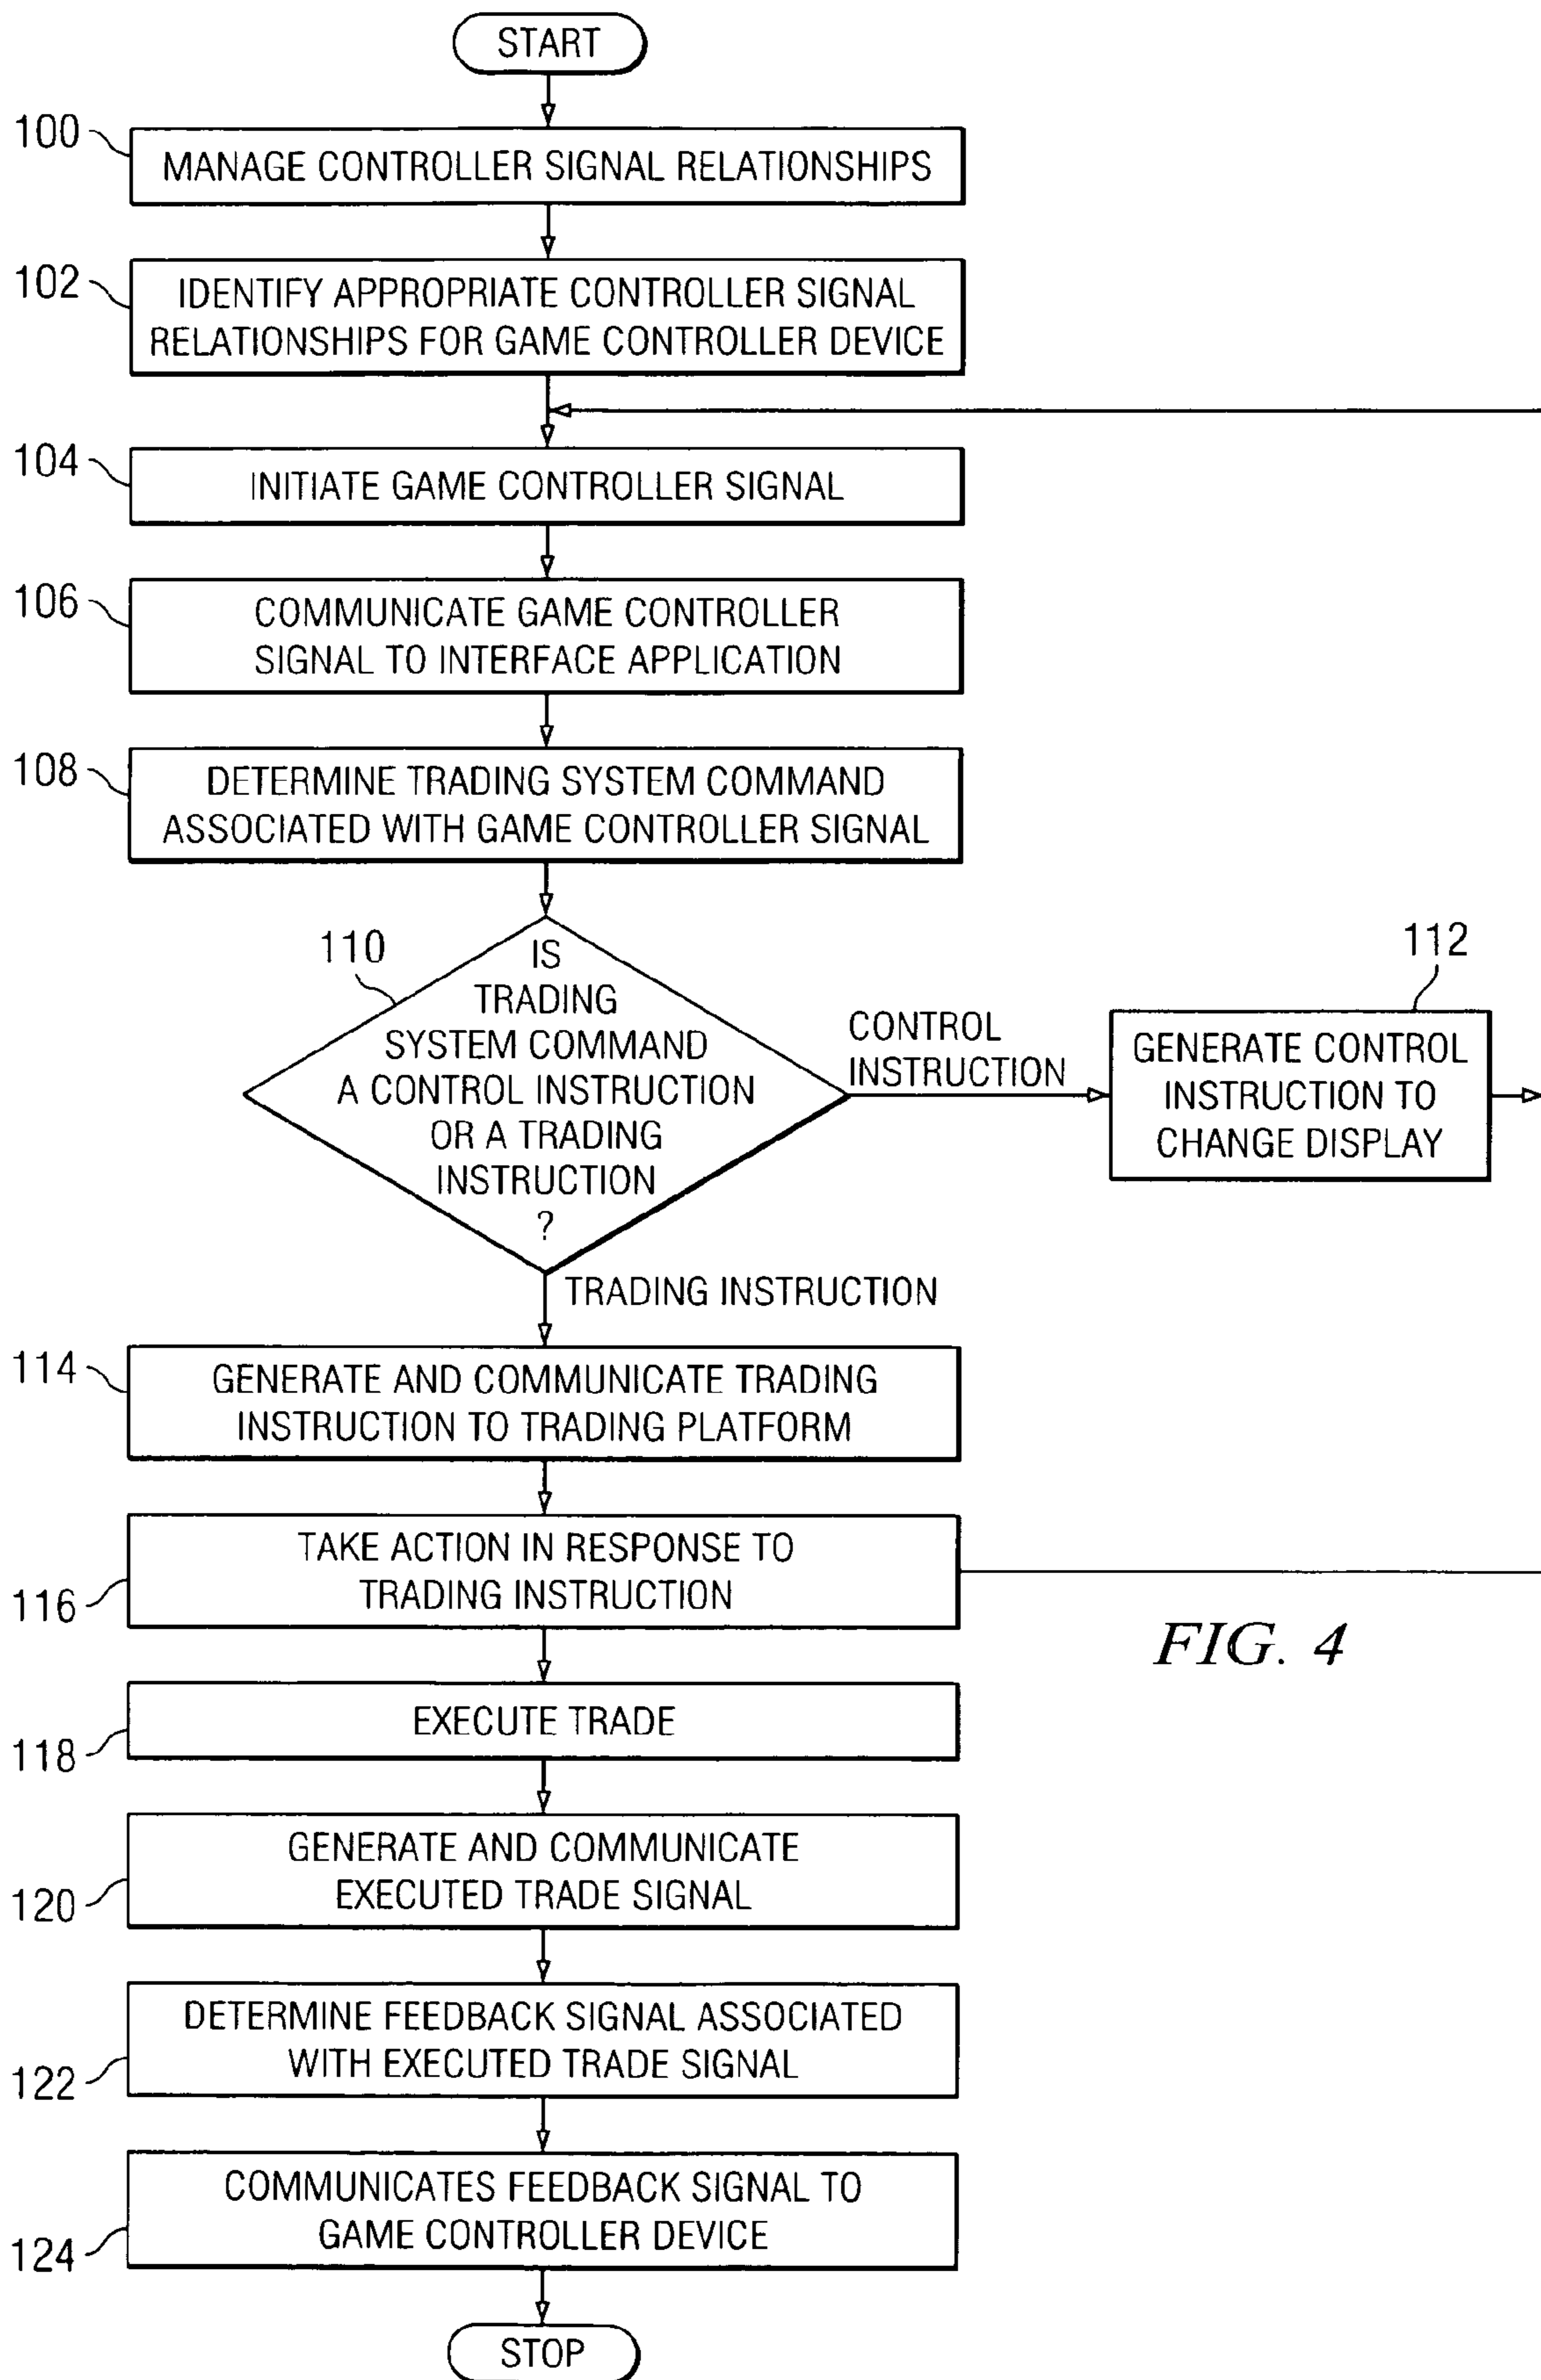 START
100
MANAGE CONTROLLER SIGNAL RELATIONSHIPS
102
IDENTIFY APPROPRIATE CONTROLLER SIGNAL
RELATIONSHIPS FOR GAME CONTROLLER DEVICE
104
INITIATE GAME CONTROLLER SIGNAL
106
COMMUNICATE GAME CONTROLLER
SIGNAL TO INTERFACE APPLICATION
108
DETERMINE TRADING SYSTEM COMMAND
ASSOCIATED WITH GAME CONTROLLER SIGNAL
110
IS
TRADING
SYSTEM COMMAND
A CONTROL INSTRUCTION
OR A TRADING
INSTRUCTION
?
CONTROL
INSTRUCTION
112
GENERATE CONTROL
INSTRUCTION TO
CHANGE DISPLAY
TRADING INSTRUCTION
114
GENERATE AND COMMUNICATE TRADING
INSTRUCTION TO TRADING PLATFORM
116
TAKE ACTION IN RESPONSE TO
TRADING INSTRUCTION
FIG. 4
118
EXECUTE TRADE
120
GENERATE AND COMMUNICATE
EXECUTED TRADE SIGNAL
122
DETERMINE FEEDBACK SIGNAL ASSOCIATED
WITH EXECUTED TRADE SIGNAL
124
COMMUNICATES FEEDBACK SIGNAL TO
GAME CONTROLLER DEVICE
STOP